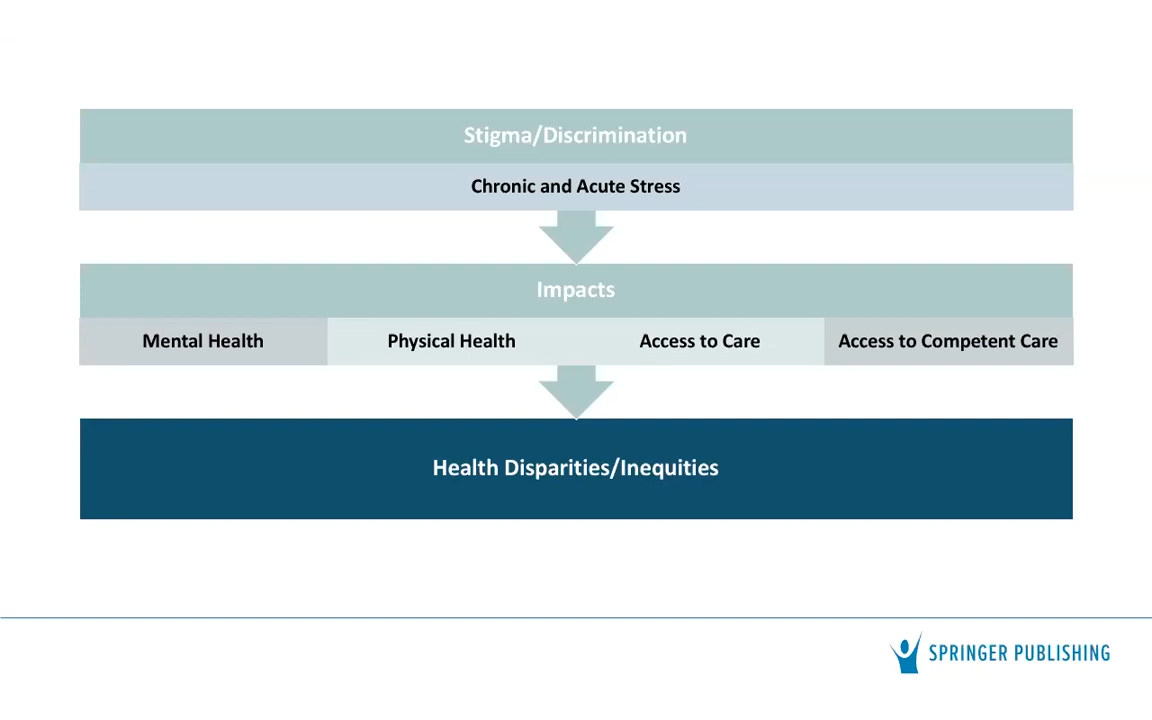 Stigma/Discrimination
Chronic and Acute Stress
Impacts
Mental Health
Physical Health
Access to Care
Access to Competent Care
Health Disparities/Inequities
SPRINGER PUBLISHING